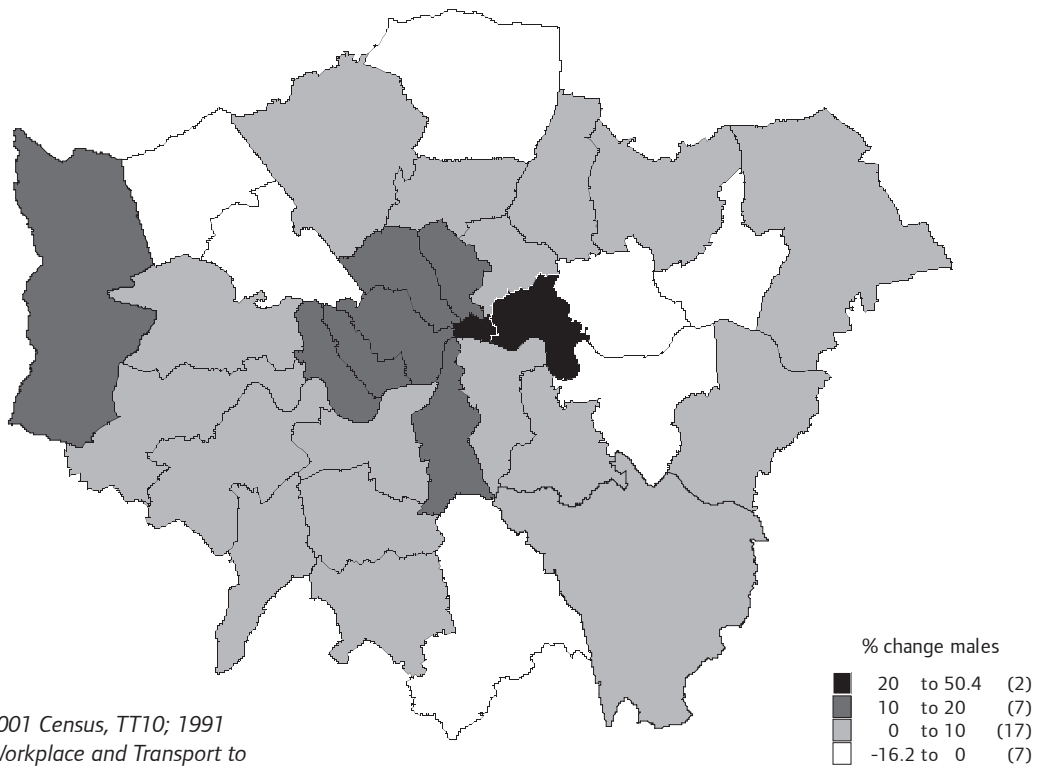 % change males
20 to 50.4 (2)
10 to 20 (7)
0 to 10 (17)
-16.2 to 0 (7)
001 Census, TT10; 1991
Workplace and Transport to